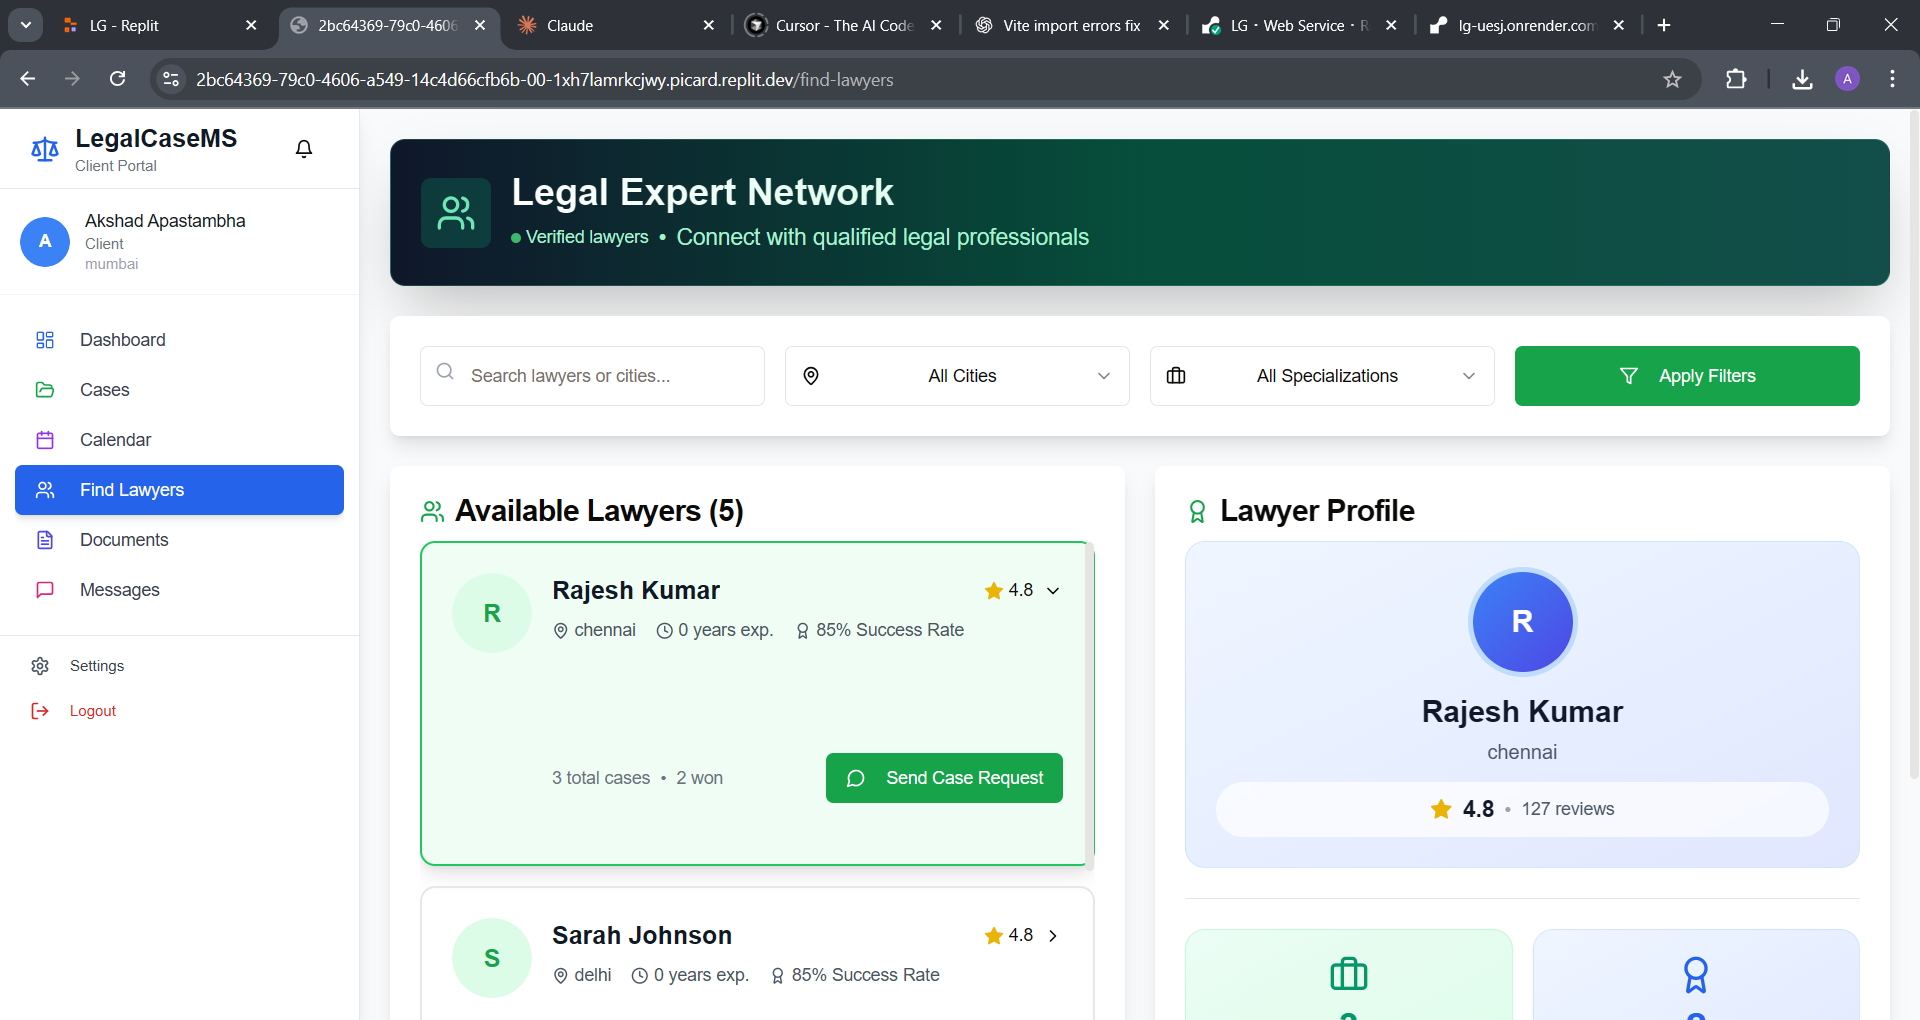 LG - Replit
2bc64369-79c0-4606
Claude
Cursor - The AI Code
Vite import errors fix
LG · Web Service ·
lg-uesj.onrender.com
2bc64369-79c0-4606-a549-14c4d66cfb6b-00-1xh7lamrkcjwy.picard.replit.dev/find-lawyers
A
LegalCaseMS
Client Portal
A
Akshad Apastambha
Client
mumbai
Dashboard
Cases
Calendar
Find Lawyers
Documents
Messages
Settings
Logout
Legal Expert Network
Verified lawyers • Connect with qualified legal professionals
Search lawyers or cities...
All Cities
All Specializations
Apply Filters
Available Lawyers (5)
R
Rajesh Kumar
4.8
chennai 0 years exp. 85% Success Rate
3 total cases • 2 won
Send Case Request
S
Sarah Johnson
4.8
delhi 0 years exp. 85% Success Rate
Lawyer Profile
R
Rajesh Kumar
chennai
4.8 • 127 reviews